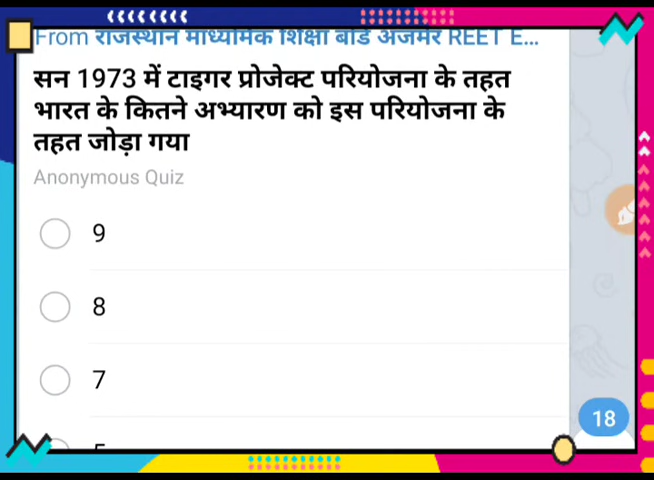 From राजस्थान माध्यमिक शिक्षा बोर्ड अजमेर REET E...
सन 1973 में टाइगर प्रोजेक्ट परियोजना के तहत
भारत के कितने अभ्यारण को इस परियोजना के
तहत जोड़ा गया
Anonymous Quiz
9
8
7
18